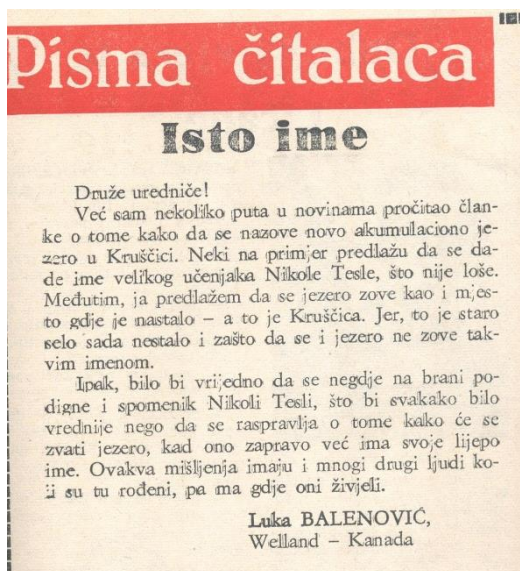 Pisma čitalaca
Isto ime
Druže uredniče!
Već sam nekoliko puta u novinama pročitao član-
ke o tome kako da se nazove novo akumulaciono je-
zero u Kruščici. Neki na primjer predlažu da se da-
de ime velikog učenjaka Nikole Tesle, što nije loše.
Međutim, ja predlažem da se jezero zove kao i mjes-
to gdje je nastalo – a to je Kruščica. Jer, to je staro
selo sada nestalo i zašto da se i jezero ne zove tak-
vim imenom.
Ipak, bilo bi vrijedno da se negdje na brani po-
digne i spomenik Nikoli Tesli, što bi svakako bilo
vrednije nego da se raspravlja o tome kako će se
zvati jezero, kad ono zapravo već ima svoje lijepo
ime. Ovakva mišljenja imaju i mnogi drugi ljudi ko-
ji su tu rođeni, pa ma gdje oni živjeli.
Luka BALENOVIĆ,
Welland – Kanada